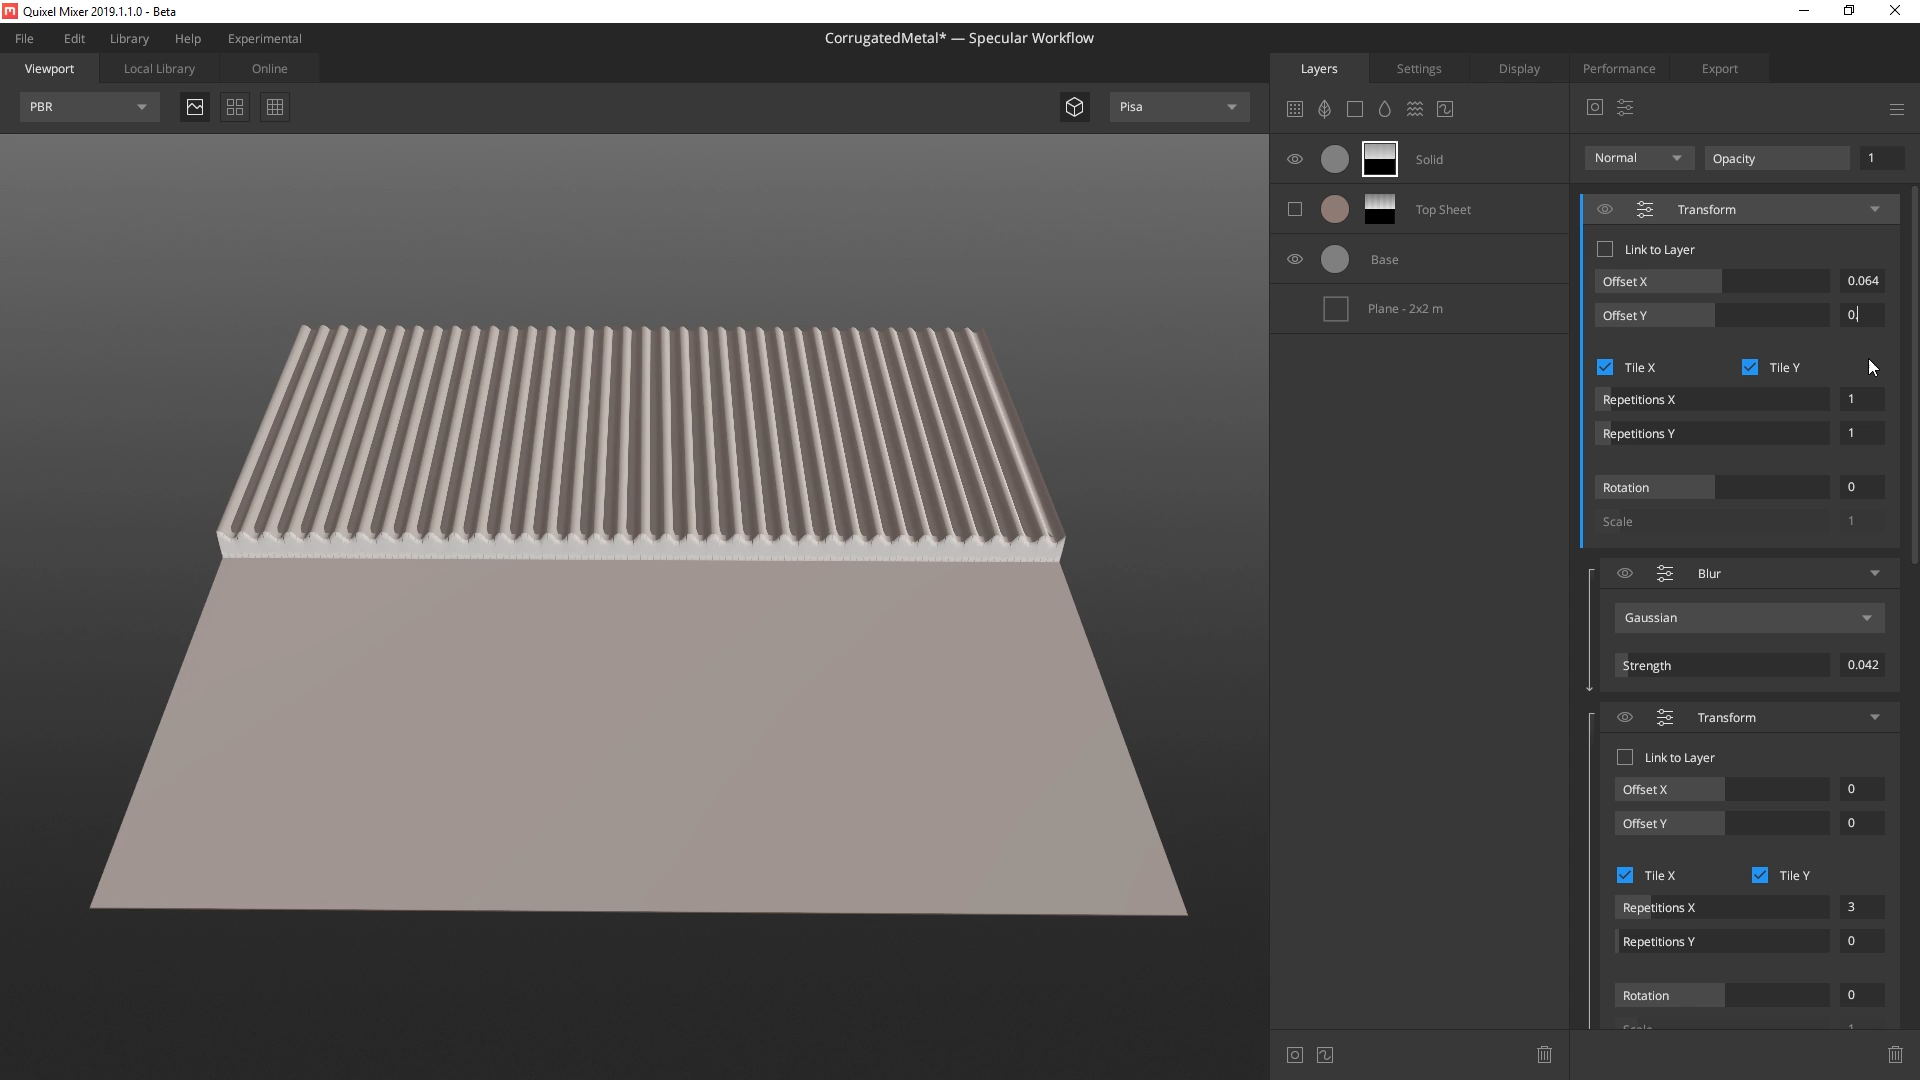 Quixel Mixer 2019.1.1.0 - Beta
File Edit Library Help Experimental
CorrugatedMetal* — Specular Workflow
Viewport Local Library Online
Layers Settings Display Performance Export
PBR
Pisa
Solid
Top Sheet
Base
Plane - 2x2 m
Normal Opacity 1
Transform
Link to Layer
Offset X 0.064
Offset Y 0.
Tile X Tile Y
Repetitions X 1
Repetitions Y 1
Rotation 0
Scale 1
Blur
Gaussian
Strength 0.042
Transform
Link to Layer
Offset X 0
Offset Y 0
Tile X Tile Y
Repetitions X 3
Repetitions Y 0
Rotation 0
Scale 1